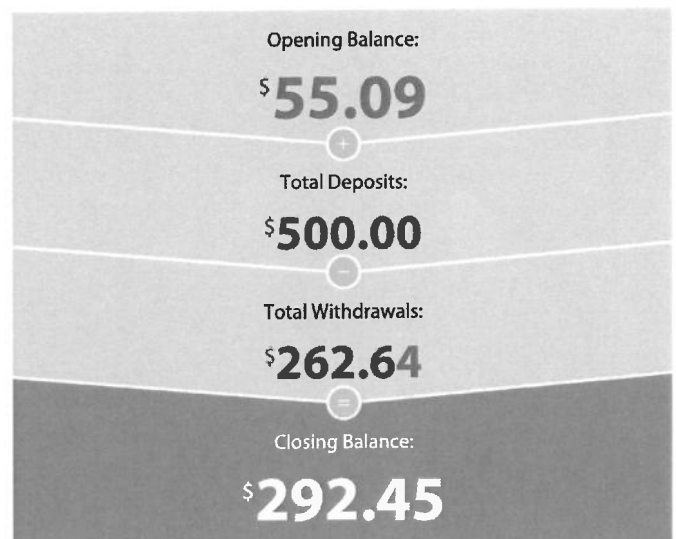 Opening Balance:
$55.09
+
Total Deposits:
$500.00
−
Total Withdrawals:
$262.64
=
Closing Balance:
$292.45